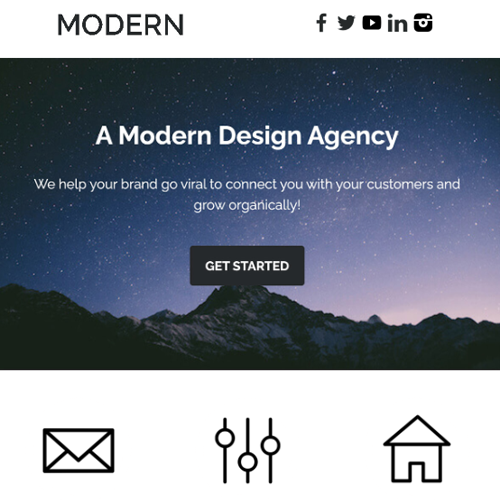 MODERN
A Modern Design Agency
We help your brand go viral to connect you with your customers and
grow organically!
GET STARTED